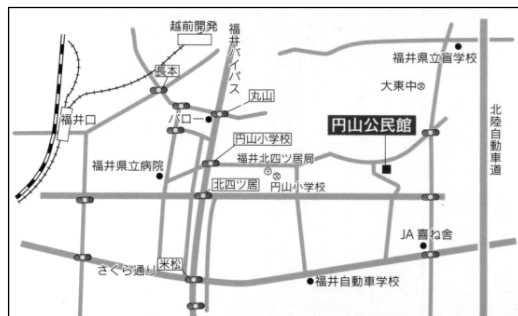 越前開発
福井バイパス
福井県立盲学校
長本
大東中
丸山
福井口
バロー
北陸自動車道
円山公民館
円山小学校
福井北四ツ居局
福井県立病院
北四ツ居
円山小学校
JA 喜ね舎
さくら通り
米松
福井自動車学校